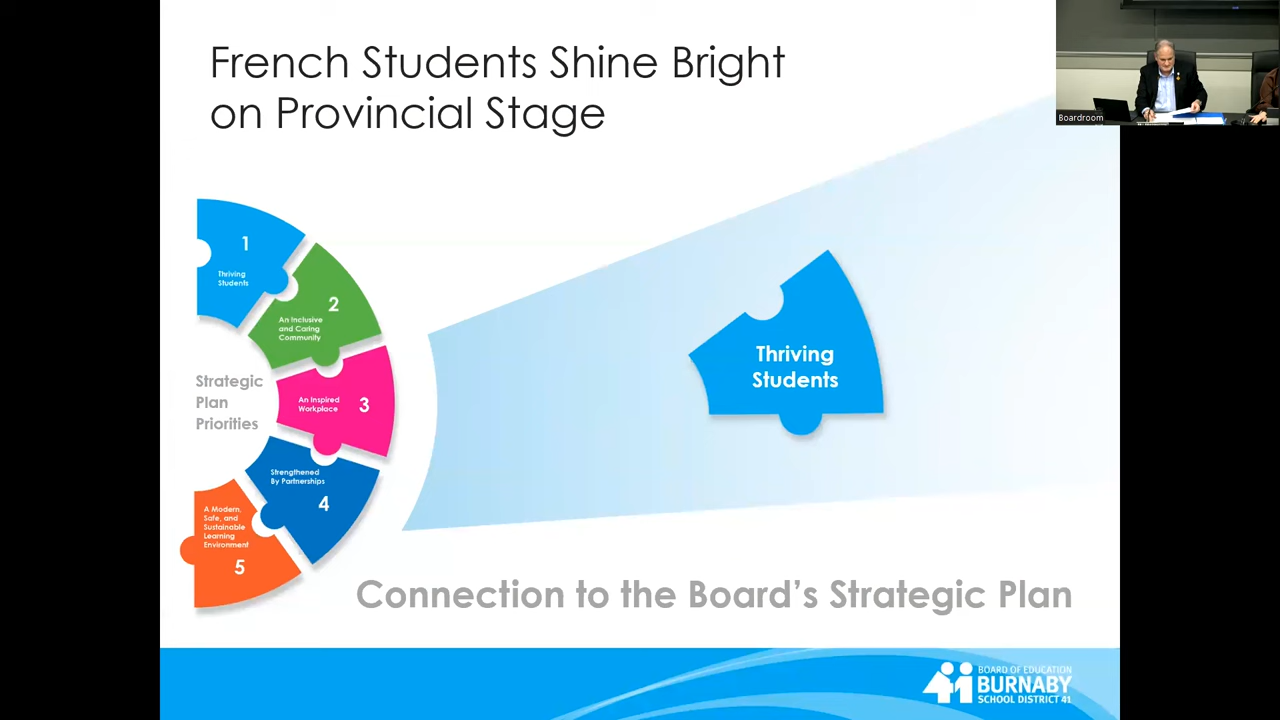 French Students Shine Bright
on Provincial Stage
Boardroom
1
Thriving
Students
2
An Inclusive
and Caring
Community
An Inspired
Workplace
3
Strategic
Plan
Priorities
Strengthened
By Partnerships
4
A Modern,
Safe, and
Sustainable
Learning
Environment
5
Thriving
Students
Connection to the Board’s Strategic Plan
BOARD OF EDUCATION
BURNABY
SCHOOL DISTRICT 41